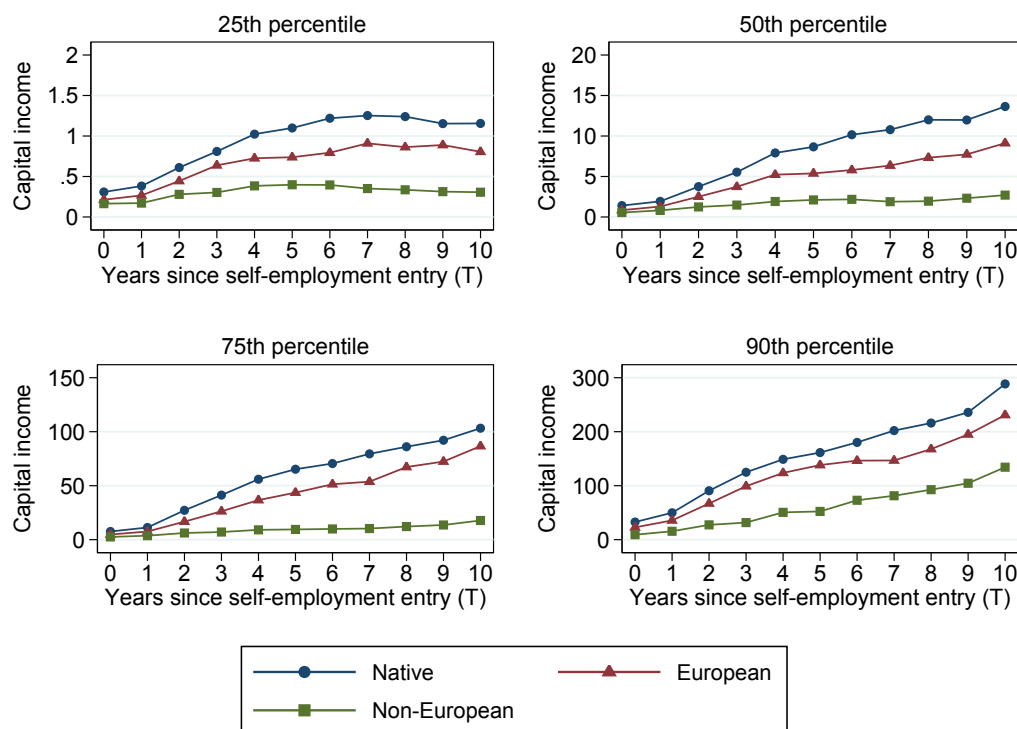 25th percentile
Capital income
2
1.5
1
.5
0
0 1 2 3 4 5 6 7 8 9 10
Years since self-employment entry (T)
50th percentile
Capital income
20
15
10
5
0
0 1 2 3 4 5 6 7 8 9 10
Years since self-employment entry (T)
75th percentile
Capital income
150
100
50
0
0 1 2 3 4 5 6 7 8 9 10
Years since self-employment entry (T)
90th percentile
Capital income
300
200
100
0
0 1 2 3 4 5 6 7 8 9 10
Years since self-employment entry (T)
Native
European
Non-European